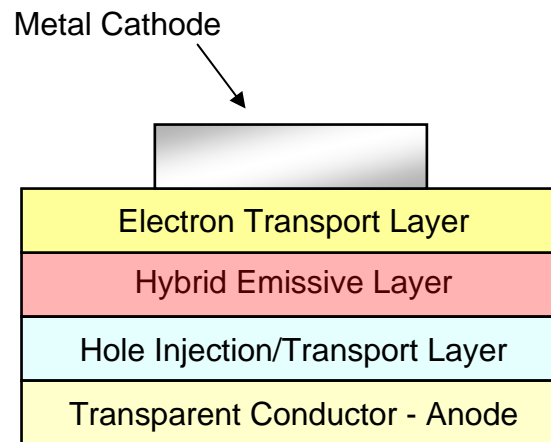 Metal Cathode
Electron Transport Layer
Hybrid Emissive Layer
Hole Injection/Transport Layer
Transparent Conductor - Anode